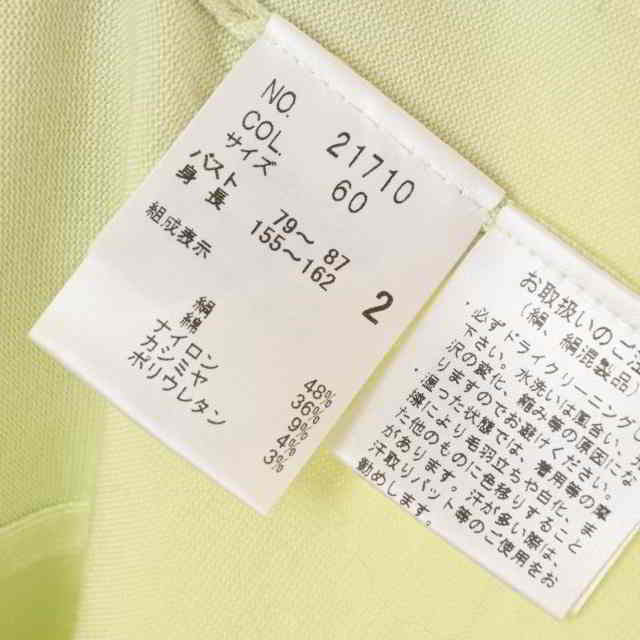 NO. 21710
COL. 60
サイズ
バスト 79〜 87
身長 155〜162
2
組成表示
絹 48%
綿 36%
ナイロン 9%
カシミヤ 4%
ポリウレタン 3%
お取扱いのご
(絹、絹混製品)
・必ずドライクリーニング
下さい。水洗いは風合い、
沢の変化、縮み等の原因にな
りますのでお避けください。
・湿った状態では、着用等の摩
擦により毛羽立ちや白化、ま
た他のものに色移りすること
があります。汗が多い際は、
汗取りパット等のご使用をお
勧めします。